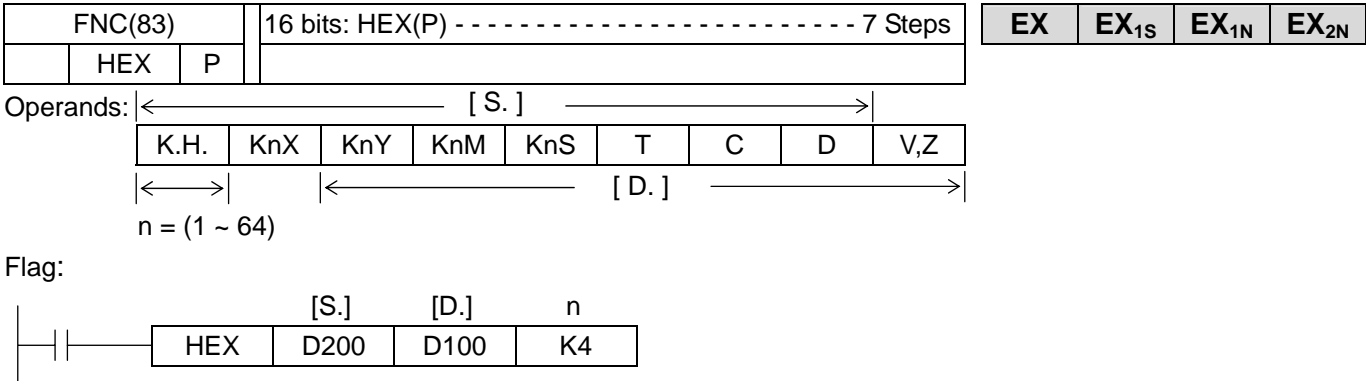 FNC(83) 16 bits: HEX(P) - - - - - - - - - - - - - - - - - - - - - - - - - 7 Steps EX EX1S EX1N EX2N
HEX P
Operands: [ S. ]
K.H. KnX KnY KnM KnS T C D V,Z
[ D. ]
n = (1 ~ 64)
Flag:
[S.] [D.] n
HEX D200 D100 K4